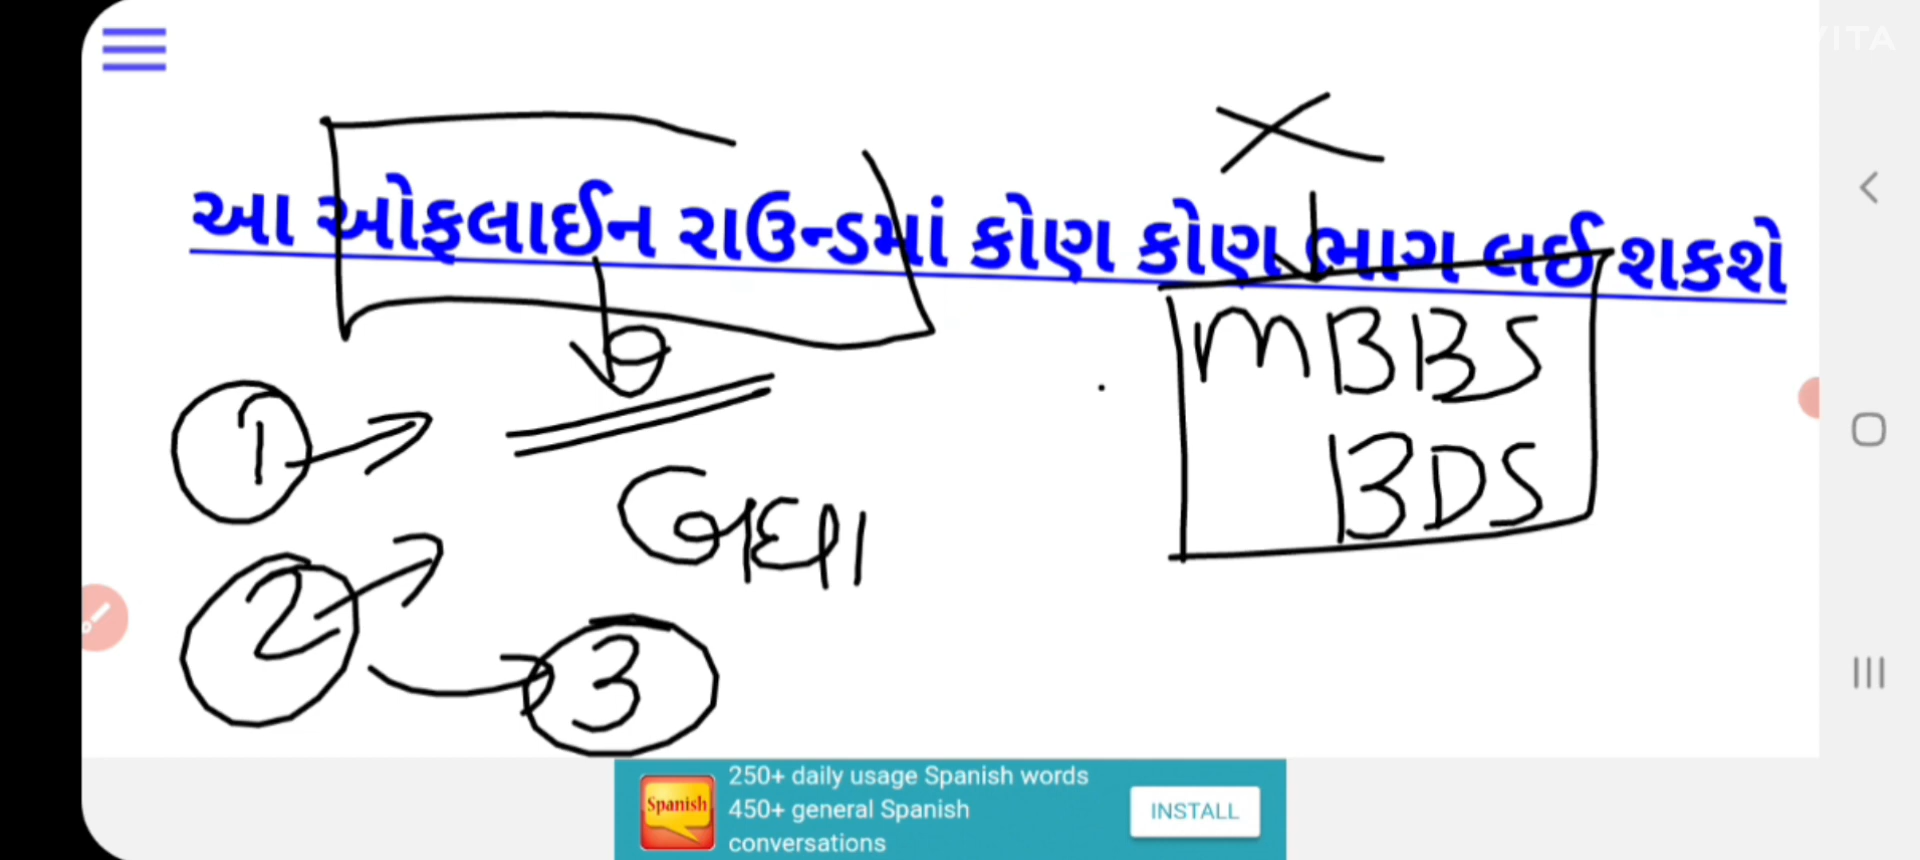 VITA
આ ઓફલાઈન રાઉન્ડમાં કોણ કોણ ભાગ લઈ શકશે
MBBS
BDS
1
બધા
2
3
Spanish
250+ daily usage Spanish words
450+ general Spanish
conversations
INSTALL